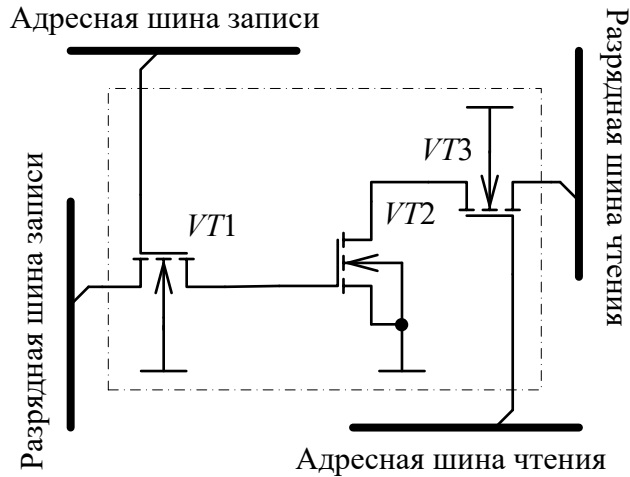 Адресная шина записи
Разрядная шина чтения
VT3
VT2
VT1
Разрядная шина записи
Адресная шина чтения